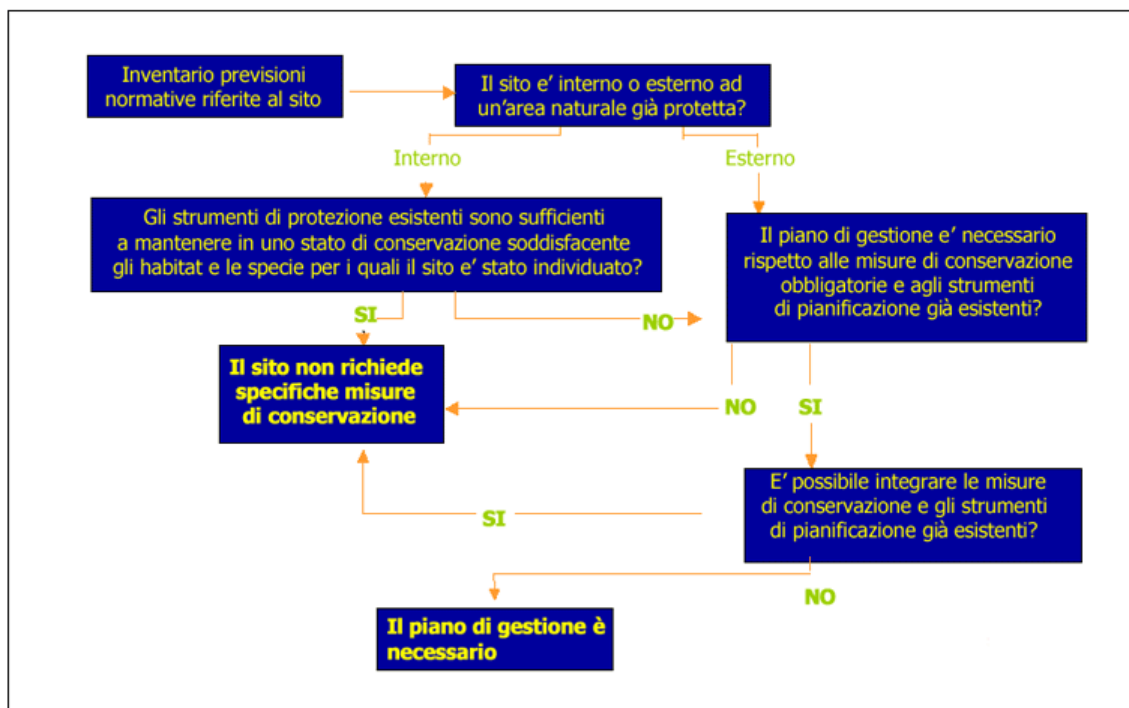 Inventario previsioni
normative riferite al sito
Il sito e' interno o esterno ad
un'area naturale già protetta?
Interno
Esterno
Gli strumenti di protezione esistenti sono sufficienti
a mantenere in uno stato di conservazione soddisfacente
gli habitat e le specie per i quali il sito e' stato individuato?
Il piano di gestione e' necessario
rispetto alle misure di conservazione
obbligatorie e agli strumenti
di pianificazione già esistenti?
SI
NO
Il sito non richiede
specifiche misure
di conservazione
NO
SI
E' possibile integrare le misure
di conservazione e gli strumenti
di pianificazione già esistenti?
SI
NO
Il piano di gestione è
necessario